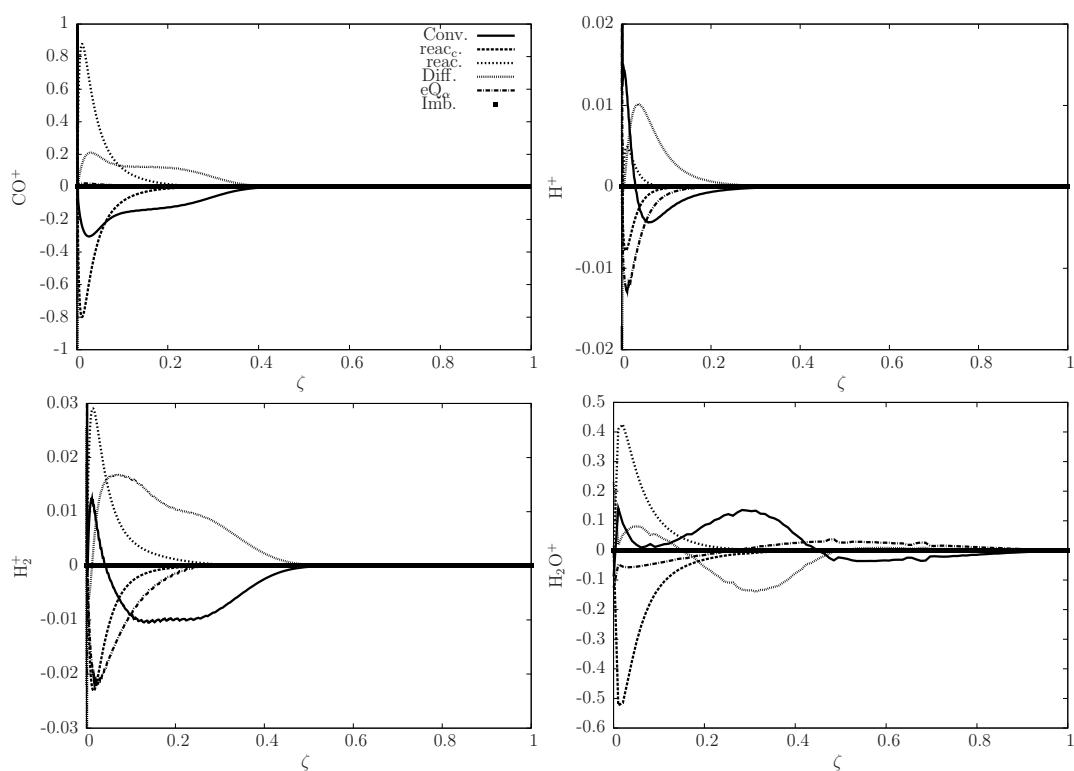 1
0.8
0.6
0.4
0.2
0
-0.2
-0.4
-0.6
-0.8
-1
CO+
0 0.2 0.4 0.6 0.8 1
ζ
Conv.
reac_c.
reac.
Diff.
eQ_α
Imb.
0.02
0.01
0
-0.01
-0.02
H+
0 0.2 0.4 0.6 0.8 1
ζ
0.03
0.02
0.01
0
-0.01
-0.02
-0.03
H₂+
0 0.2 0.4 0.6 0.8 1
ζ
0.5
0.4
0.3
0.2
0.1
0
-0.1
-0.2
-0.3
-0.4
-0.5
-0.6
H₂O+
0 0.2 0.4 0.6 0.8 1
ζ